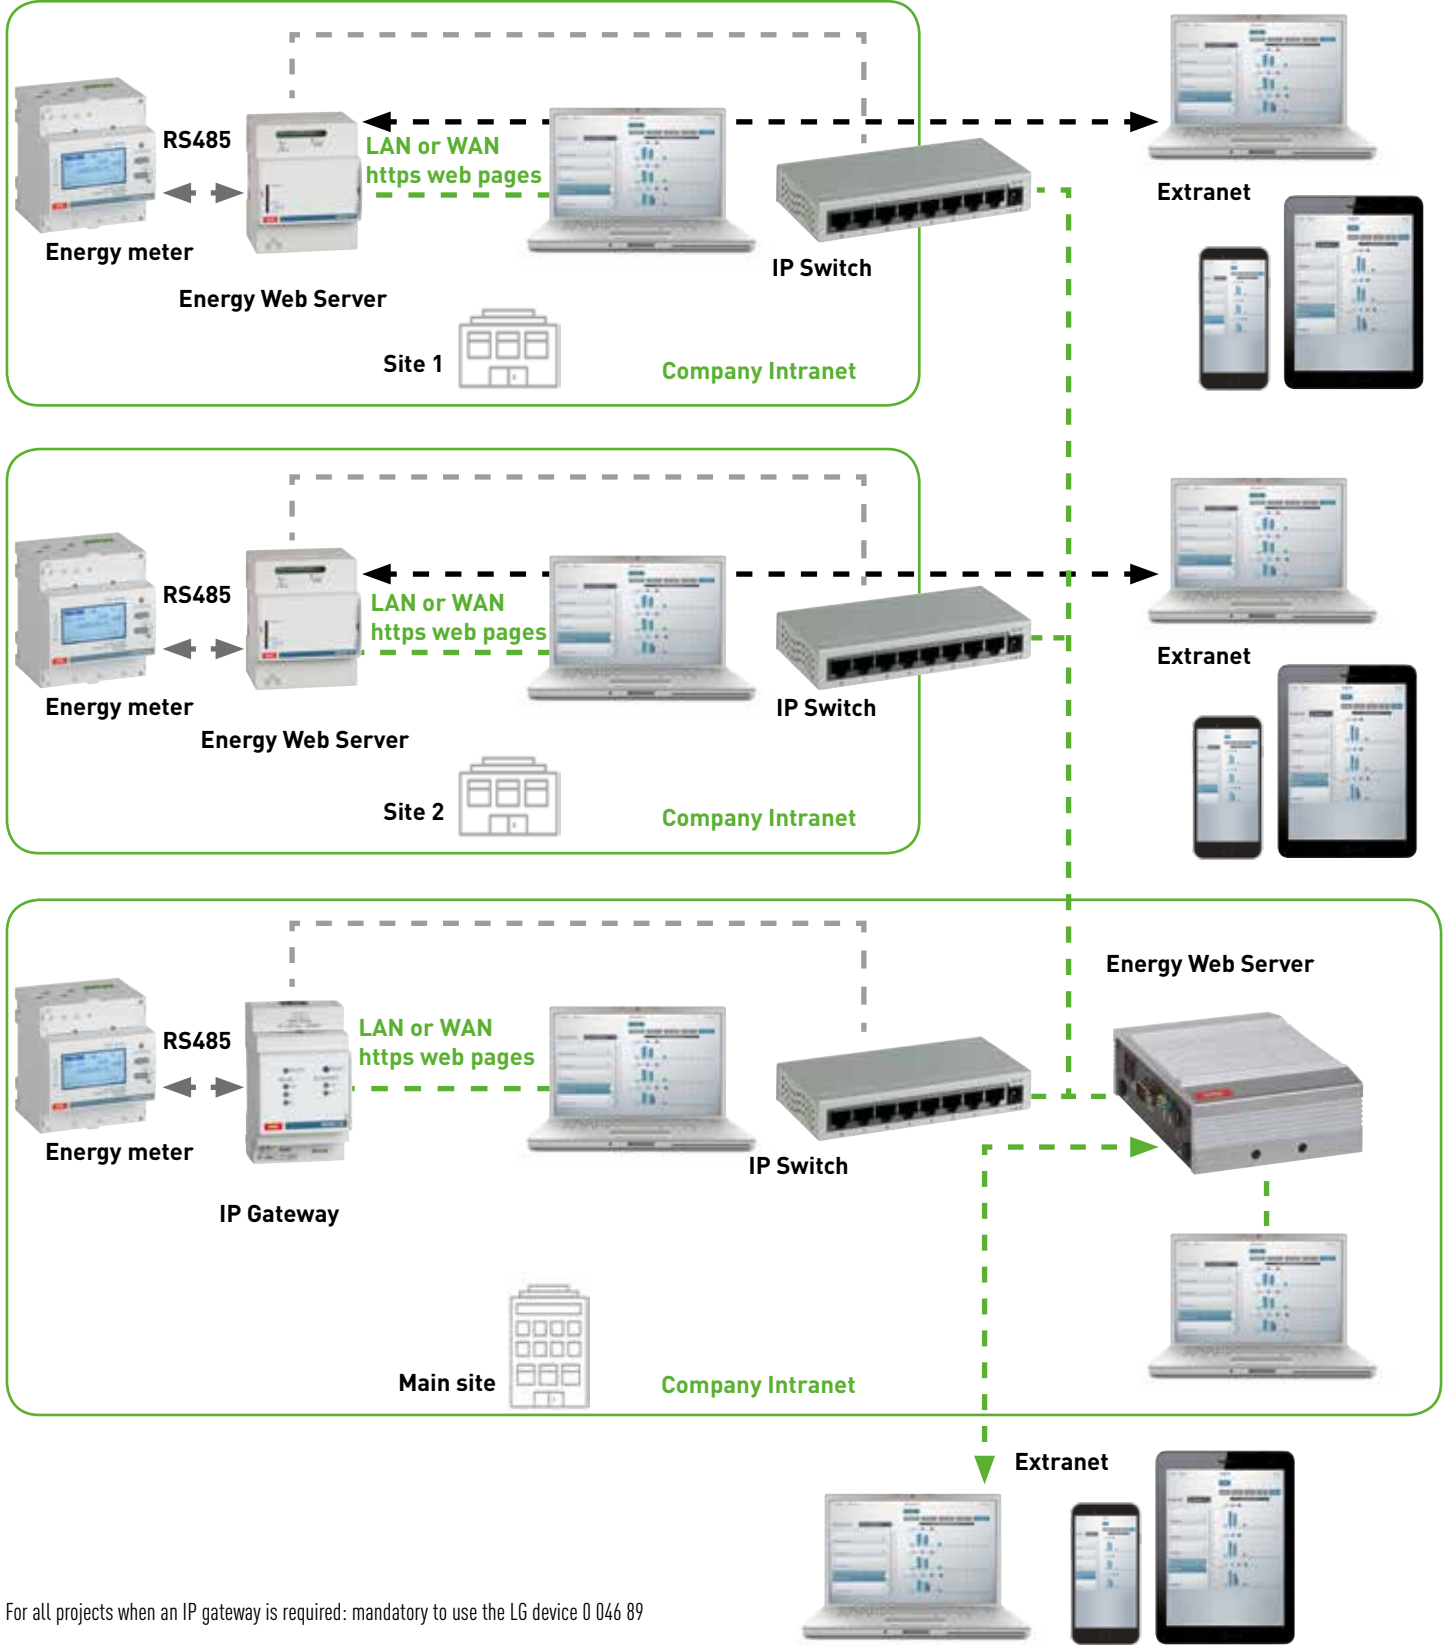 RS485
LAN or WAN
https web pages
Extranet
Energy meter
IP Switch
Energy Web Server
Site 1
Company Intranet
RS485
LAN or WAN
https web pages
Extranet
Energy meter
IP Switch
Energy Web Server
Site 2
Company Intranet
Energy Web Server
RS485
LAN or WAN
https web pages
Energy meter
IP Switch
IP Gateway
Main site
Company Intranet
Extranet
For all projects when an IP gateway is required: mandatory to use the LG device 0 046 89